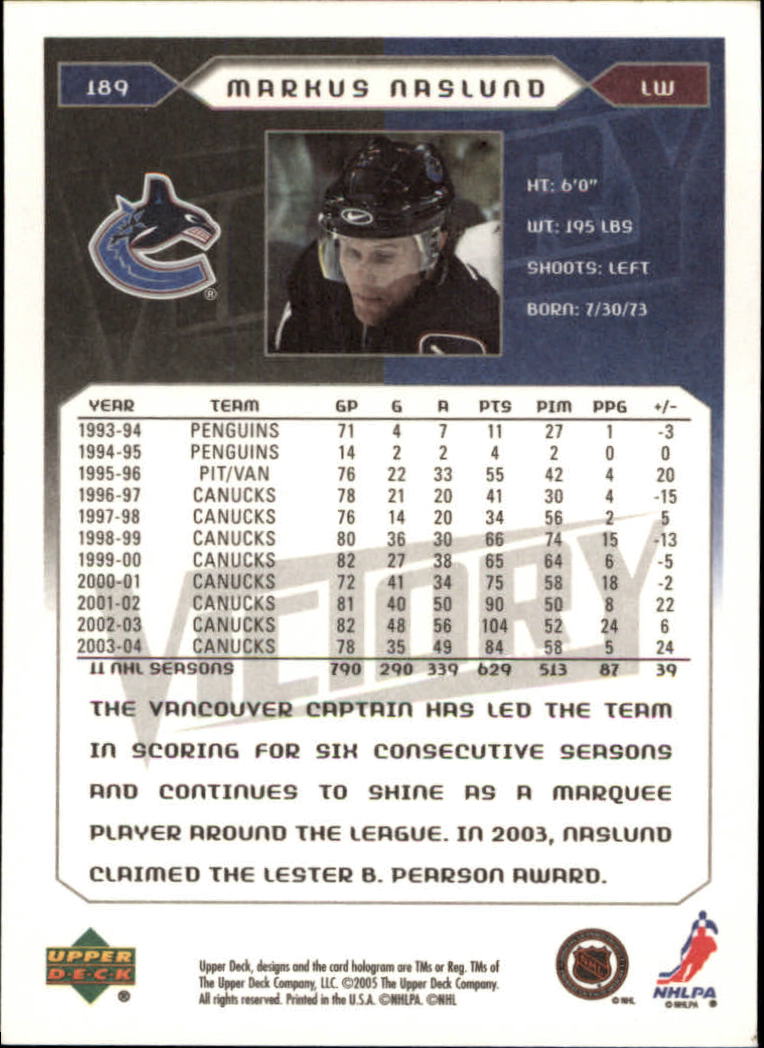 189
MARKUS NASLUND
LW
HT: 6'0"
WT: 195 LBS
SHOOTS: LEFT
BORN: 7/30/73
®
YEAR TEAM GP G A PTS PIM PPG +/-
1993-94 PENGUINS 71 4 7 11 27 1 -3
1994-95 PENGUINS 14 2 2 4 2 0 0
1995-96 PIT/VAN 76 22 33 55 42 4 20
1996-97 CANUCKS 78 21 20 41 30 4 -15
1997-98 CANUCKS 76 14 20 34 56 2 5
1998-99 CANUCKS 80 36 30 66 74 15 -13
1999-00 CANUCKS 82 27 38 65 64 6 -5
2000-01 CANUCKS 72 41 34 75 58 18 -2
2001-02 CANUCKS 81 40 50 90 50 8 22
2002-03 CANUCKS 82 48 56 104 52 24 6
2003-04 CANUCKS 78 35 49 84 58 5 24
11 NHL SEASONS 790 290 339 629 513 87 39
VICTORY
THE VANCOUVER CAPTAIN HAS LED THE TEAM
IN SCORING FOR SIX CONSECUTIVE SEASONS
AND CONTINUES TO SHINE AS A MARQUEE
PLAYER AROUND THE LEAGUE. IN 2003, NASLUND
CLAIMED THE LESTER B. PEARSON AWARD.
UPPER
DECK
®
Upper Deck, designs and the card hologram are TMs or Reg. TMs of
The Upper Deck Company, LLC. ©2005 The Upper Deck Company.
All rights reserved. Printed in the U.S.A. ©NHLPA. ©NHL
NHL
© NHL
NHLPA
© NHLPA ®